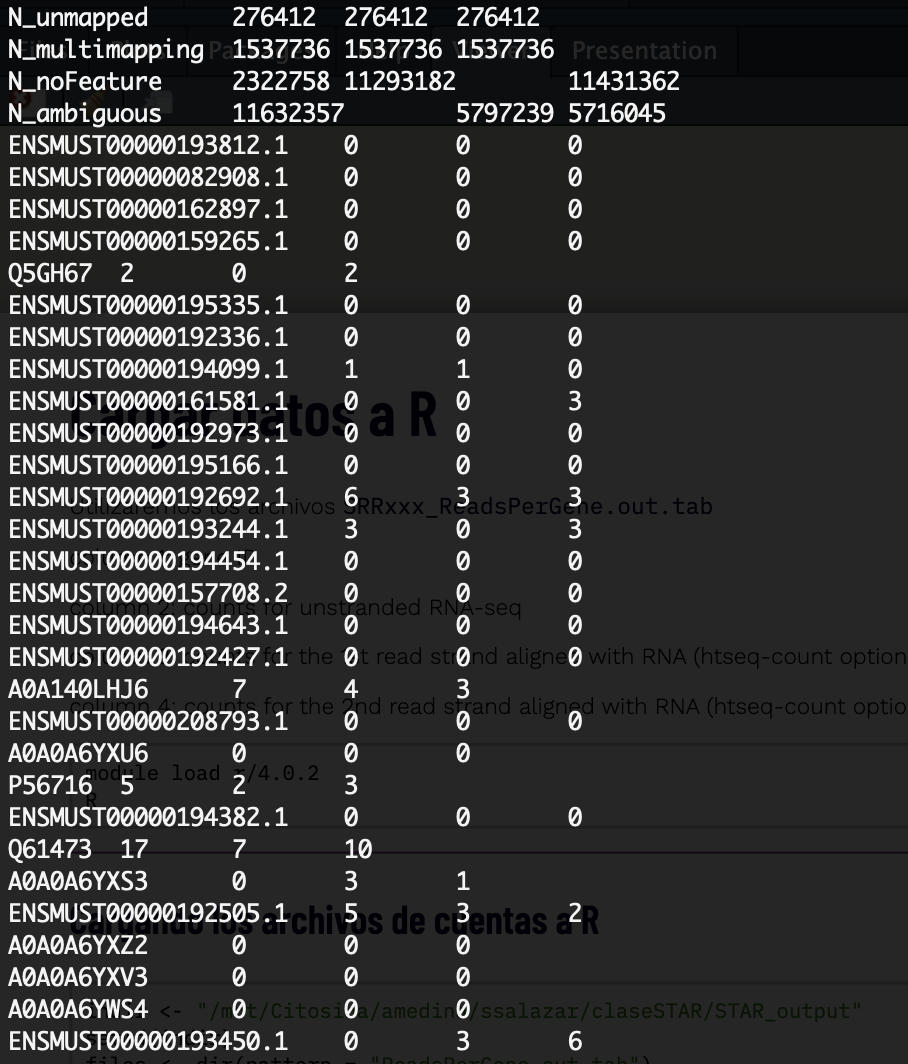 N_unmapped 276412 276412 276412
N_multimapping 1537736 1537736 1537736
Presentation
N_noFeature 2322758 11293182 11431362
N_ambiguous 11632357 5797239 5716045
ENSMUST00000193812.1 0 0 0
ENSMUST00000082908.1 0 0 0
ENSMUST00000162897.1 0 0 0
ENSMUST00000159265.1 0 0 0
Q5GH67 2 0 2
ENSMUST00000195335.1 0 0 0
ENSMUST00000192336.1 0 0 0
ENSMUST00000194099.1 1 1 0
ENSMUST00000161581.1 0 0 3
Cargar datos a R
ENSMUST00000192973.1 0 0 0
ENSMUST00000195166.1 0 0 0
ENSMUST00000192692.1 6 3 3
Utilizaremos los archivos SRRxxx_ReadsPerGene.out.tab
ENSMUST00000193244.1 3 0 3
ENSMUST00000194454.1 0 0 0
ENSMUST00000157708.2 0 0 0
column 2: counts for unstranded RNA-seq
ENSMUST00000194643.1 0 0 0
ENSMUST00000192427.1 0 0 0
for the 1st read strand aligned with RNA (htseq-count option
A0A140LHJ6 7 4 3
column 4: counts for the 2nd read strand aligned with RNA (htseq-count optio
ENSMUST00000208793.1 0 0 0
A0A0A6YXU6 0 0 0
module load r/4.0.2
P56716 5 2 3
R
ENSMUST00000194382.1 0 0 0
Q61473 17 7 10
A0A0A6YXS3 0 3 1
ENSMUST00000192505.1 5 3 2
Cargando los archivos de cuentas a R
A0A0A6YXZ2 0 0 0
A0A0A6YXV3 0 0 0
A0A0A6YWS4 0 0 0
<- "/mnt/Citosina/amedina/ssalazar/claseSTAR/STAR_output"
ENSMUST00000193450.1 0 3 6
files <- dir(pattern = "ReadsPerGene.out.tab")